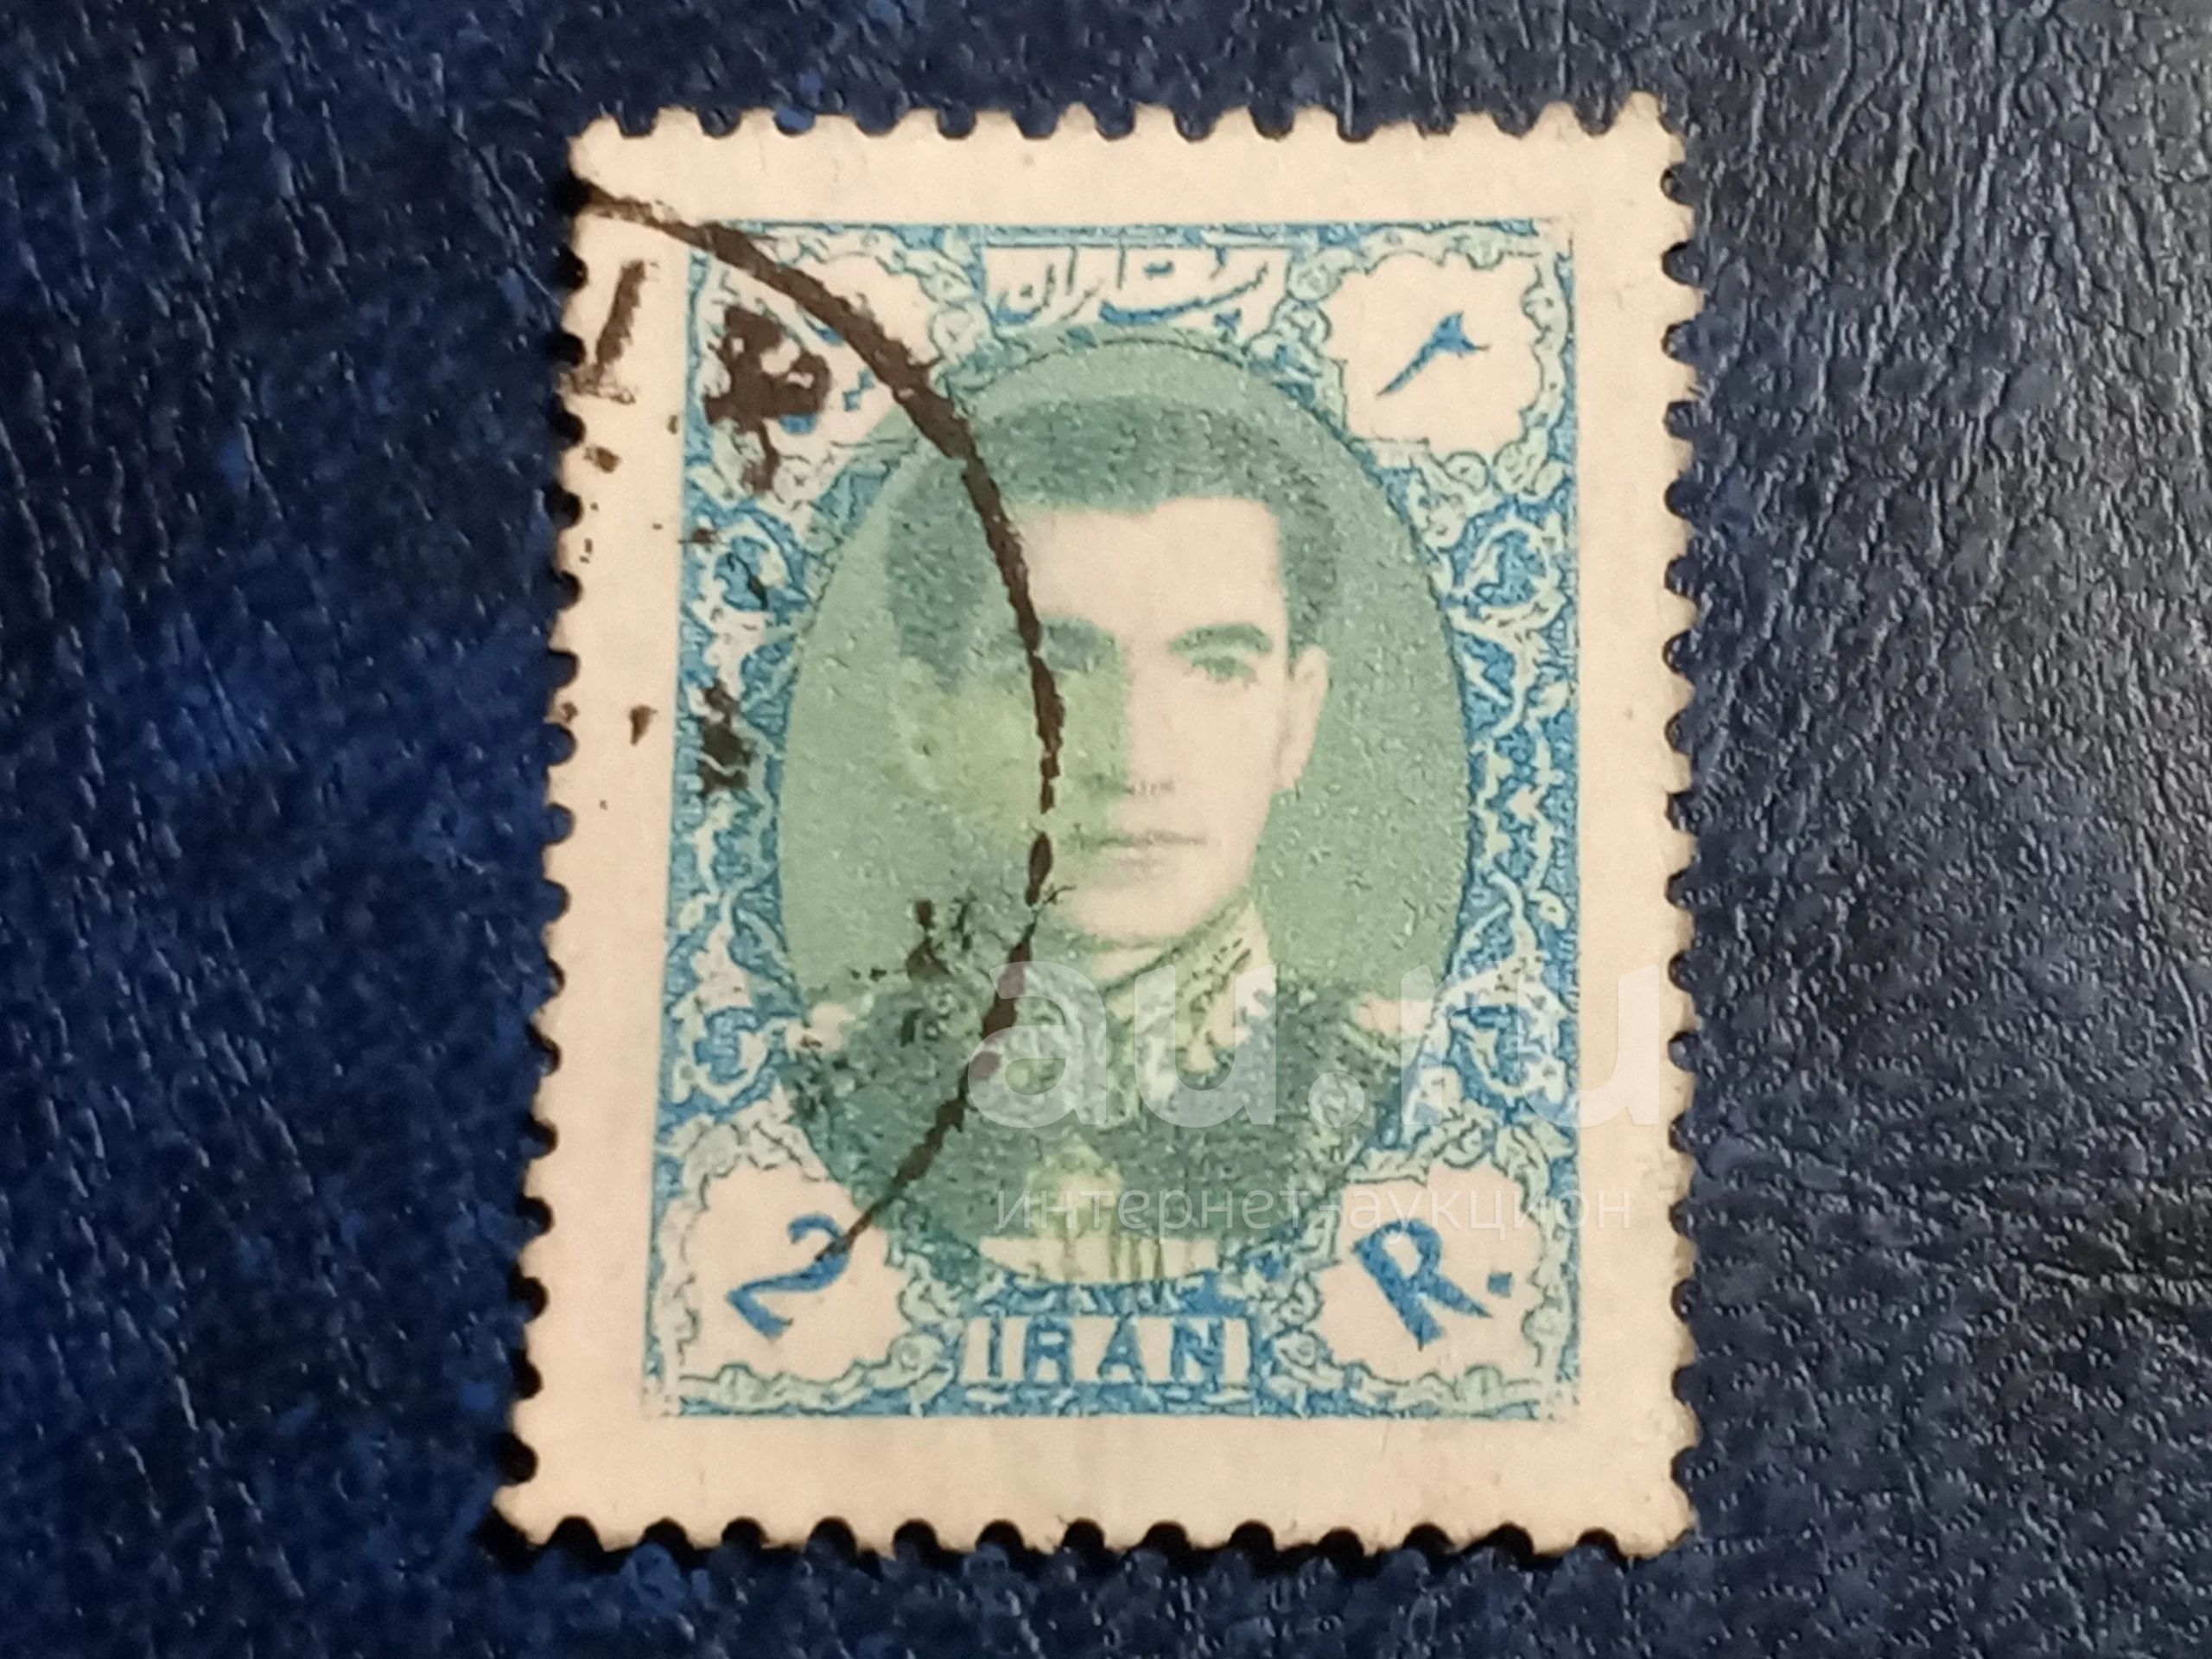 پست ایران
۲
au.ru
интернет-аукцион
2 R.
IRAN